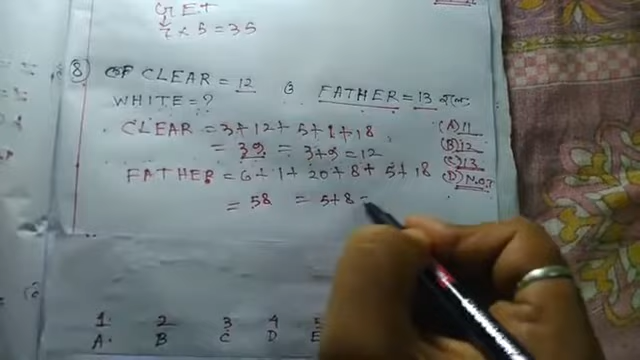 GET
7 × 5 = 35
8 CLEAR = 12 FATHER = 13
WHITE = ?
CLEAR = 3+12+5+1+18 (A) 11
= 39 = 3+9 = 12 (B) 12
(C) 13
FATHER = 6+1+20+8+5+18 (D) N.O.T
= 58 = 5+8 =
1 2 3 4 5
A B C D E